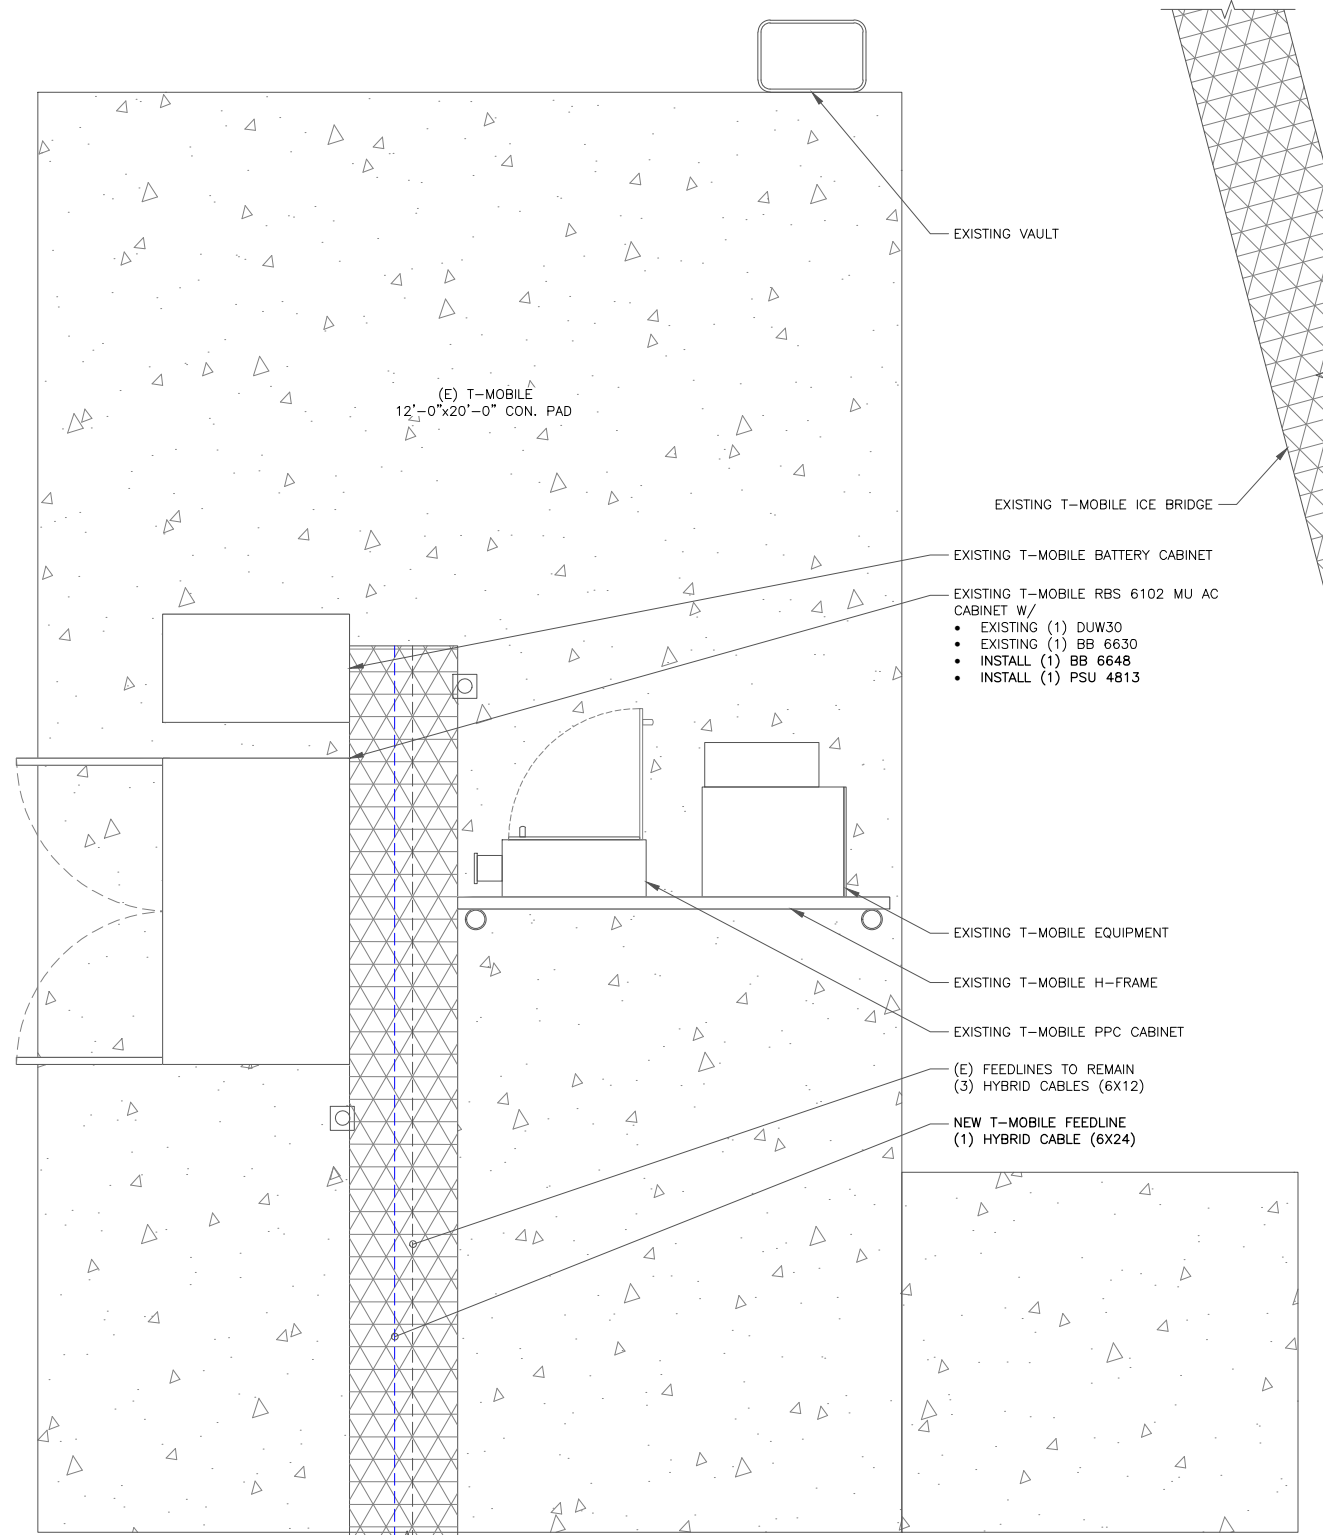 EXISTING VAULT
(E) T-MOBILE
12'-0"x20'-0" CON. PAD
EXISTING T-MOBILE ICE BRIDGE
EXISTING T-MOBILE BATTERY CABINET
EXISTING T-MOBILE RBS 6102 MU AC
CABINET W/
• EXISTING (1) DUW30
• EXISTING (1) BB 6630
• INSTALL (1) BB 6648
• INSTALL (1) PSU 4813
EXISTING T-MOBILE EQUIPMENT
EXISTING T-MOBILE H-FRAME
EXISTING T-MOBILE PPC CABINET
(E) FEEDLINES TO REMAIN
(3) HYBRID CABLES (6X12)
NEW T-MOBILE FEEDLINE
(1) HYBRID CABLE (6X24)